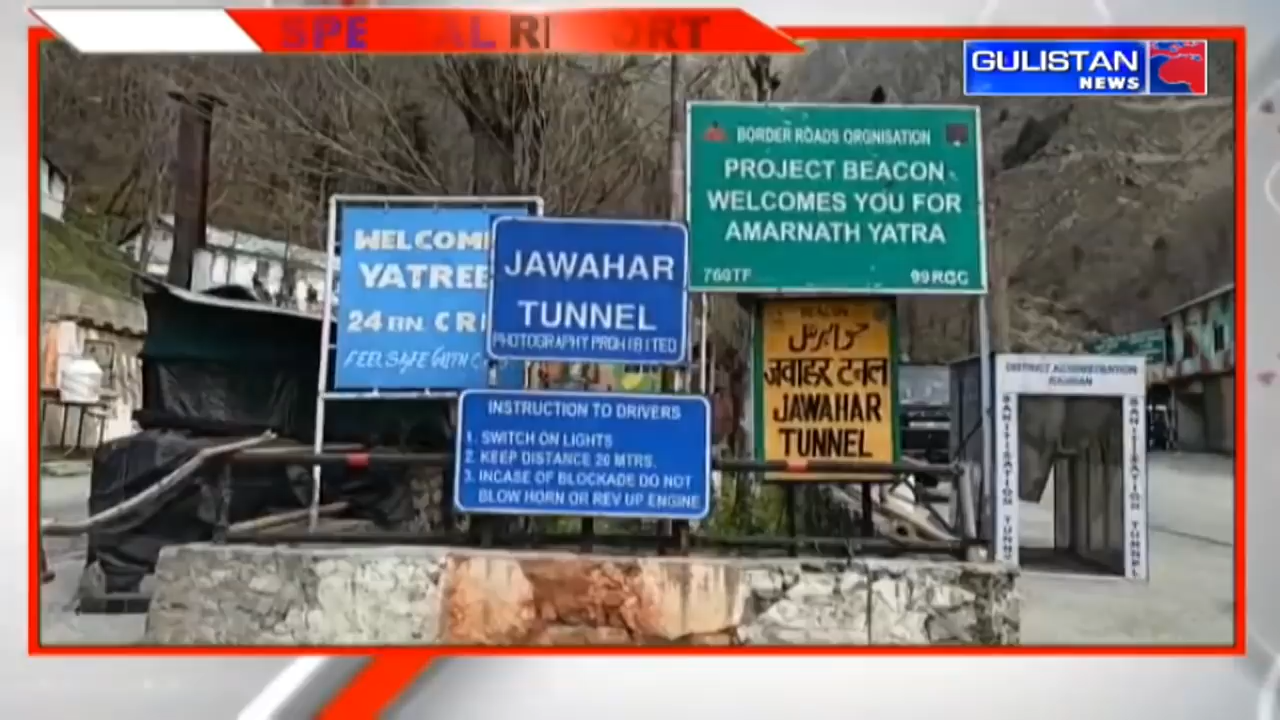 GULISTAN
NEWS
BORDER ROADS ORGNISATION
PROJECT BEACON
WELCOMES YOU FOR
AMARNATH YATRA
760TF 99RCC
WELCOM
YATREE
24 BN. CR
FEEL SAFE WITH C
JAWAHAR
TUNNEL
PHOTOGRAPHY PROHIBITED
INSTRUCTION TO DRIVERS
1. SWITCH ON LIGHTS
2. KEEP DISTANCE 20 MTRS.
3. INCASE OF BLOCKADE DO NOT
BLOW HORN OR REV UP ENGINE
BEACON
जवाहर टनल
JAWAHAR
TUNNEL
DISTRICT ADMINISTRATION
RAMBAN
SANITISATION TUNNEL
SANITISATION TUNNEL